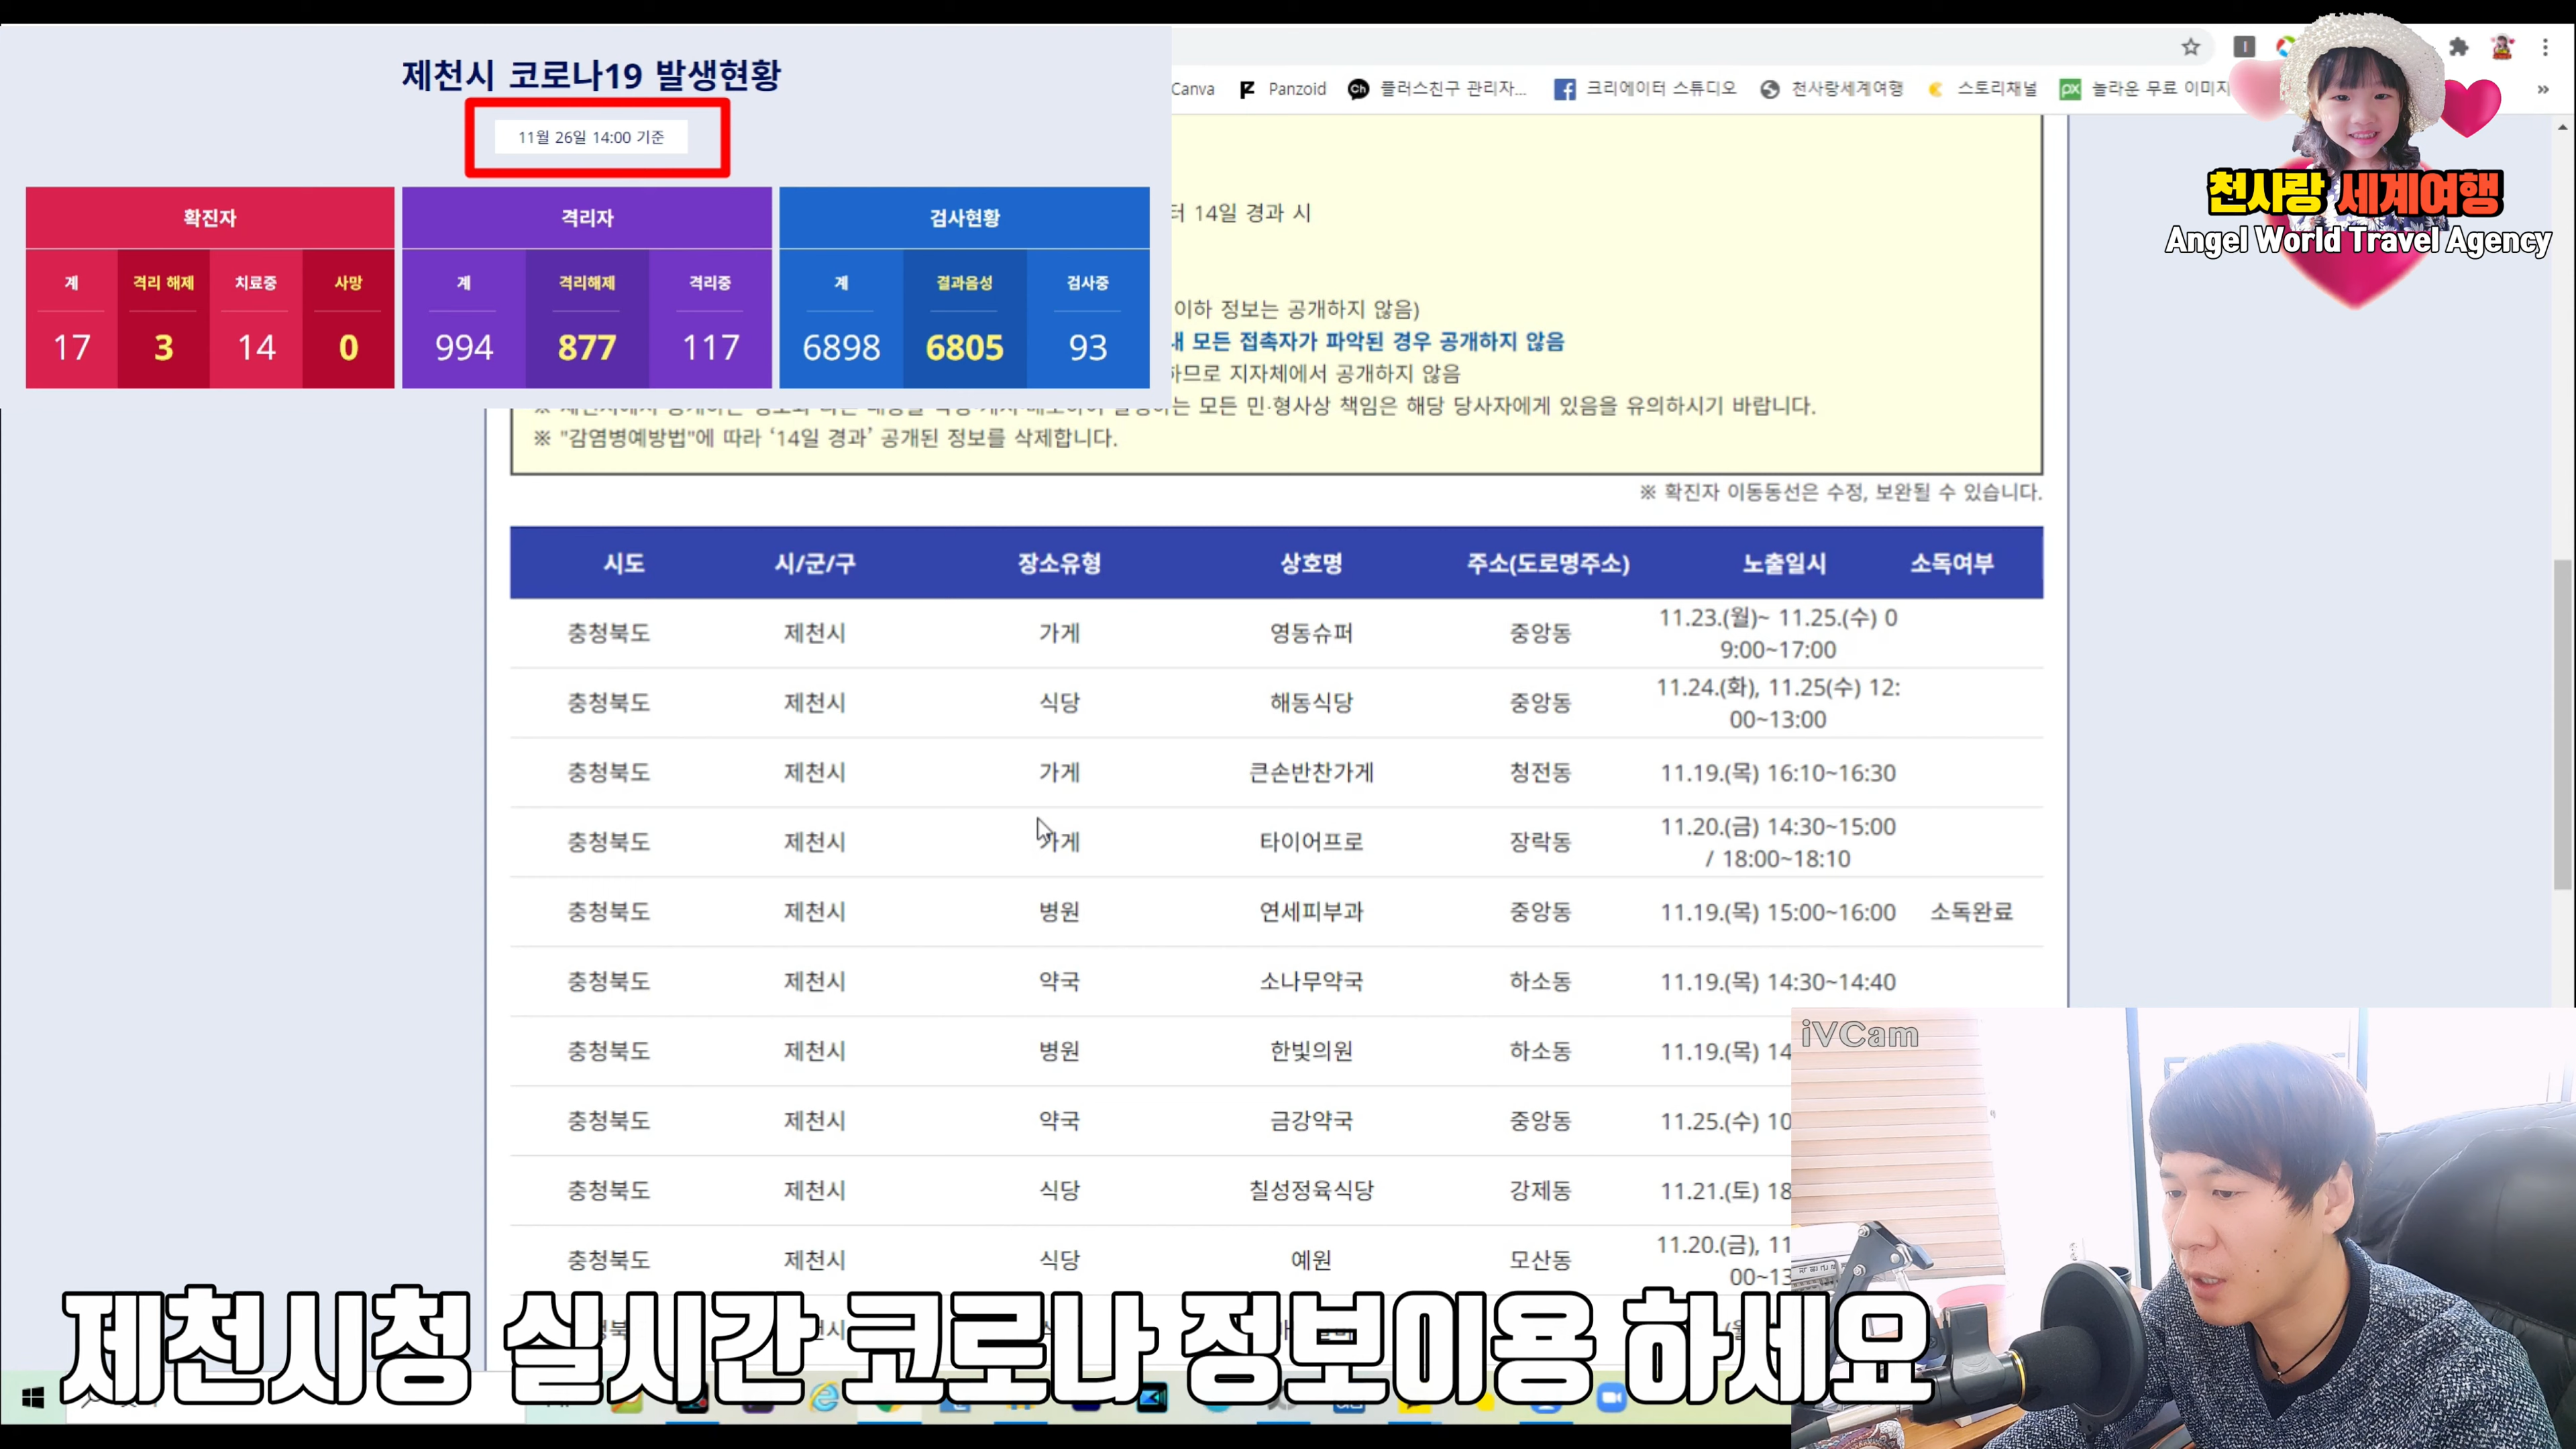 제천시 코로나19 발생현황
11월 26일 14:00 기준
확진자 격리자 검사현황
계 격리 해제 치료중 사망 계 격리해제 격리중 계 결과음성 검사중
17 3 14 0 994 877 117 6898 6805 93
Canva Panzoid 플러스친구 관리자... 크리에이터 스튜디오 천사랑세계여행 스토리채널 놀라운 무료 이미지
천사랑 세계여행
Angel World Travel Agency
터 14일 경과 시
이하 정보는 공개하지 않음)
내 모든 접촉자가 파악된 경우 공개하지 않음
하므로 지자체에서 공개하지 않음
모든 민·형사상 책임은 해당 당사자에게 있음을 유의하시기 바랍니다.
※ "감염병예방법"에 따라 ‘14일 경과’ 공개된 정보를 삭제합니다.
※ 확진자 이동동선은 수정, 보완될 수 있습니다.
시도 시/군/구 장소유형 상호명 주소(도로명주소) 노출일시 소독여부
충청북도 제천시 가게 영동슈퍼 중앙동 11.23.(월)~ 11.25.(수) 0
9:00~17:00
충청북도 제천시 식당 해동식당 중앙동 11.24.(화), 11.25(수) 12:
00~13:00
충청북도 제천시 가게 큰손반찬가게 청전동 11.19.(목) 16:10~16:30
충청북도 제천시 가게 타이어프로 장락동 11.20.(금) 14:30~15:00
/ 18:00~18:10
충청북도 제천시 병원 연세피부과 중앙동 11.19.(목) 15:00~16:00 소독완료
충청북도 제천시 약국 소나무약국 하소동 11.19.(목) 14:30~14:40
충청북도 제천시 병원 한빛의원 하소동 11.19.(목) 14
충청북도 제천시 약국 금강약국 중앙동 11.25.(수) 10
충청북도 제천시 식당 칠성정육식당 강제동 11.21.(토) 18
충청북도 제천시 식당 예원 모산동 11.20.(금), 11
00~13
iVCam
제천시청 실시간 코로나 정보이용 하세요